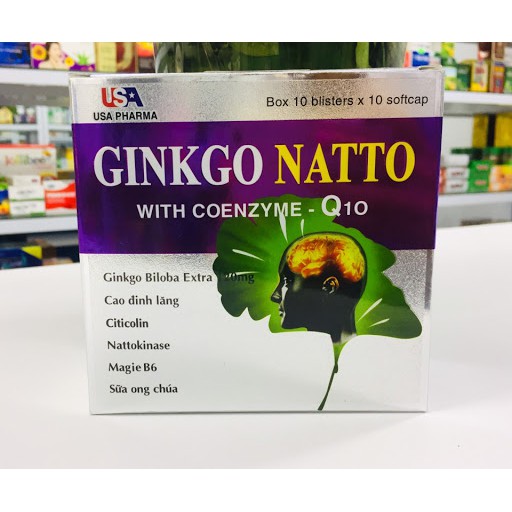 USA
USA PHARMA
Box 10 blisters x 10 softcap
GINKGO NATTO
WITH COENZYME - Q10
Ginkgo Biloba Extra
Cao đinh lăng
Citicolin
Nattokinase
Magie B6
Sữa ong chúa